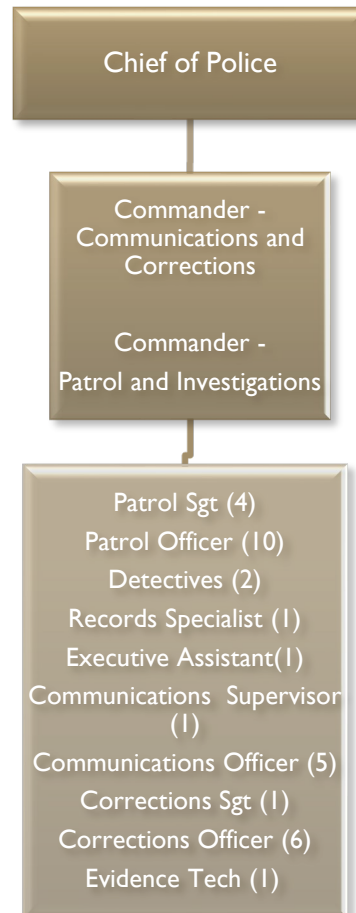 Chief of Police
Commander -
Communications and
Corrections
Commander -
Patrol and Investigations
Patrol Sgt (4)
Patrol Officer (10)
Detectives (2)
Records Specialist (1)
Executive Assistant(1)
Communications Supervisor
(1)
Communications Officer (5)
Corrections Sgt (1)
Corrections Officer (6)
Evidence Tech (1)